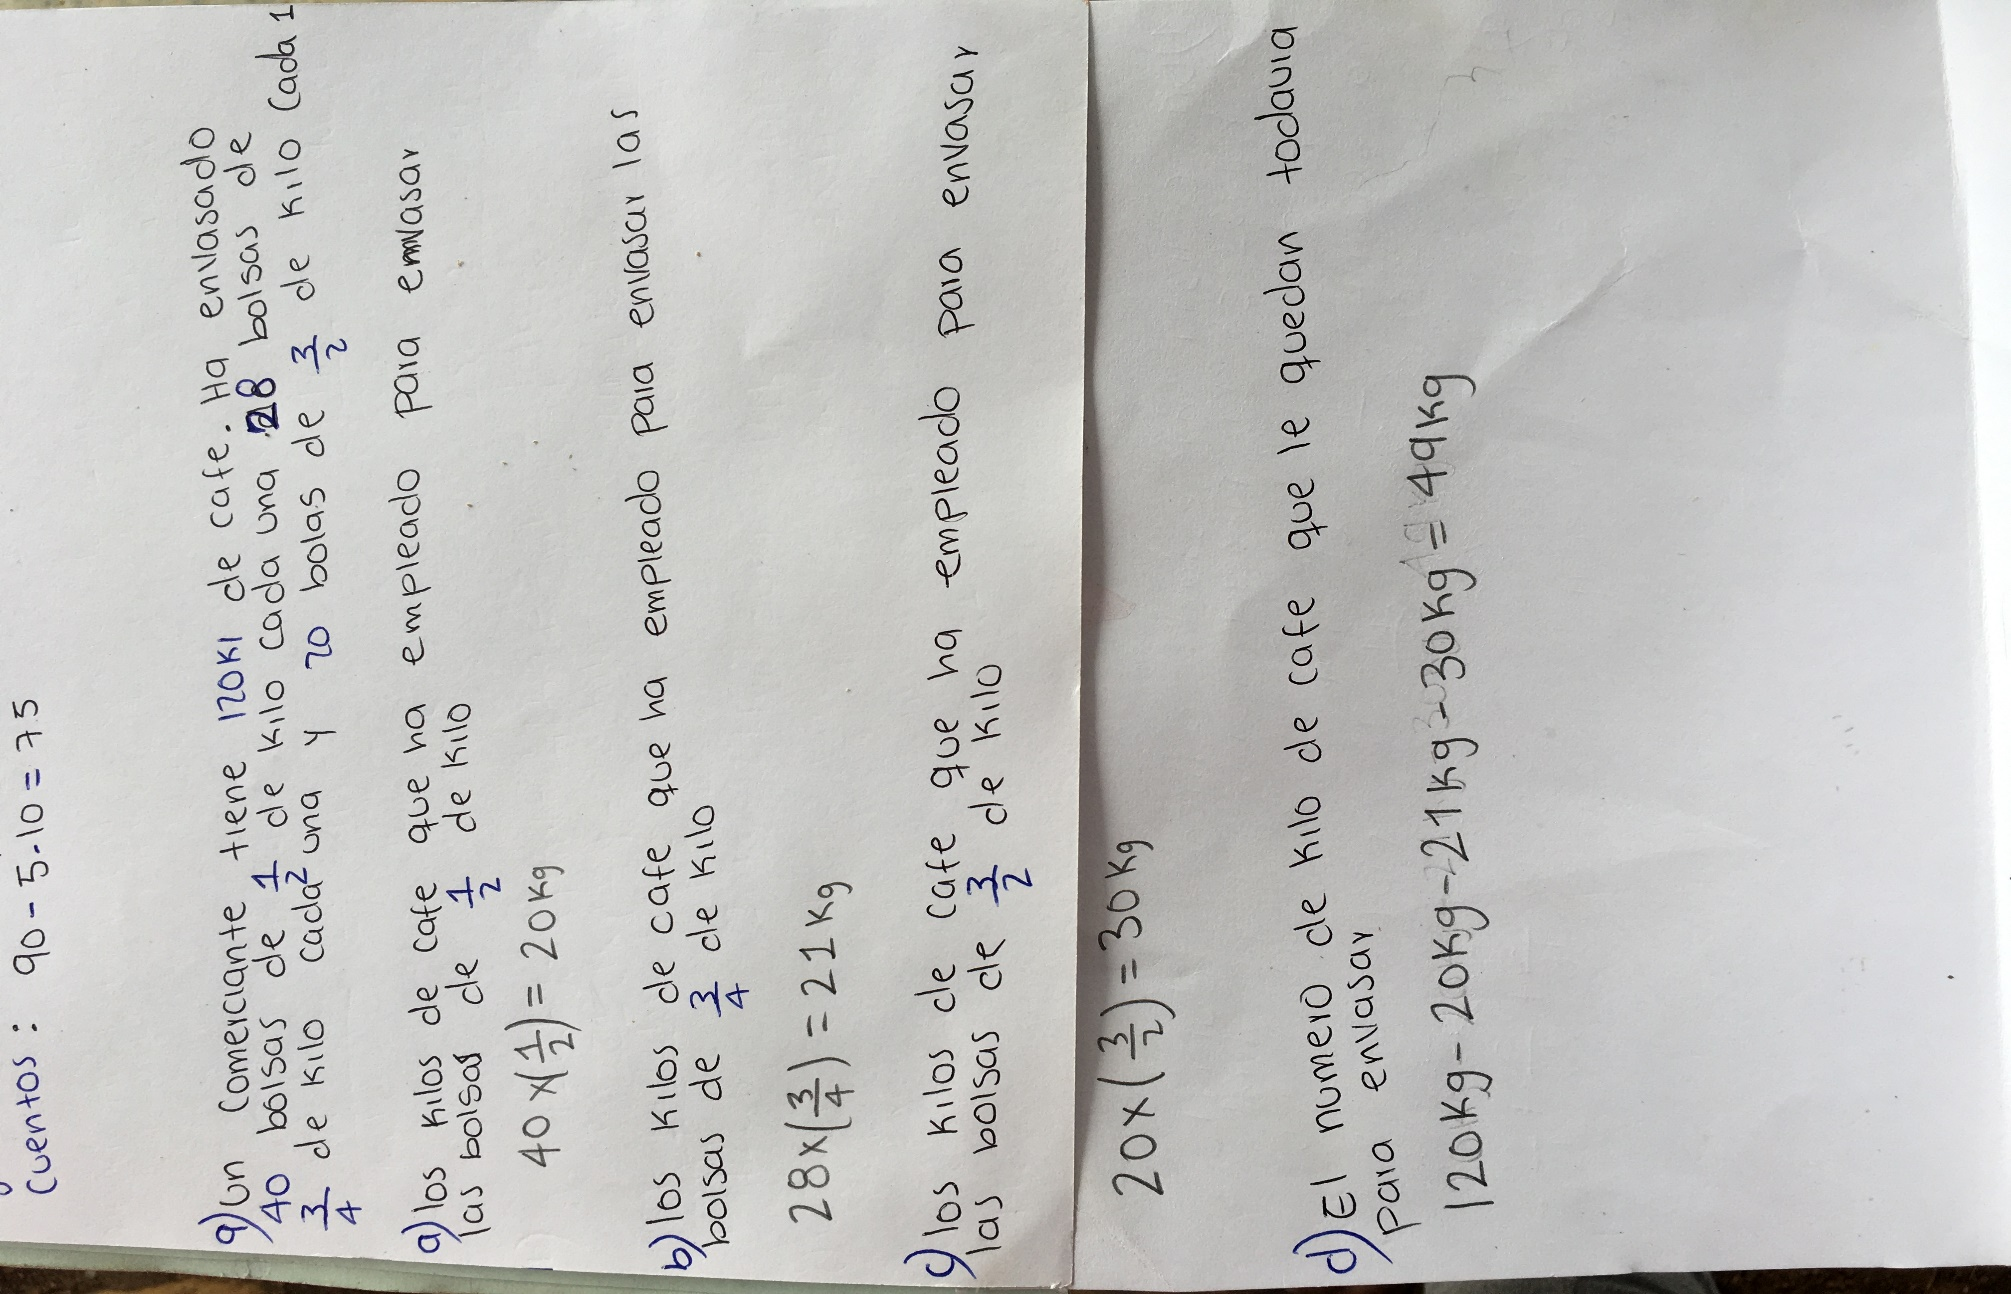 Cuentos: 90-5·10=75
9) Un comerciante tiene 120Kl de cafe. Ha envasado
40 bolsas de 1/2 de kilo cada una 28 bolsas de
3/4 de kilo cada una y 20 bolas de 3/2 de kilo cada 1
a) los kilos de cafe que ha empleado para envasar
las bolsas de 1/2 de kilo
40 x (1/2) = 20Kg
b) los kilos de cafe que ha empleado para envasar las
bolsas de 3/4 de kilo
28 x (3/4) = 21Kg
c) los kilos de cafe que ha empleado para envasar
las bolsas de 3/2 de kilo
20 x (3/2) = 30Kg
d) El numero de kilo de cafe que le quedan todavia
para envasar
120Kg - 20Kg - 21Kg - 30Kg = 49Kg